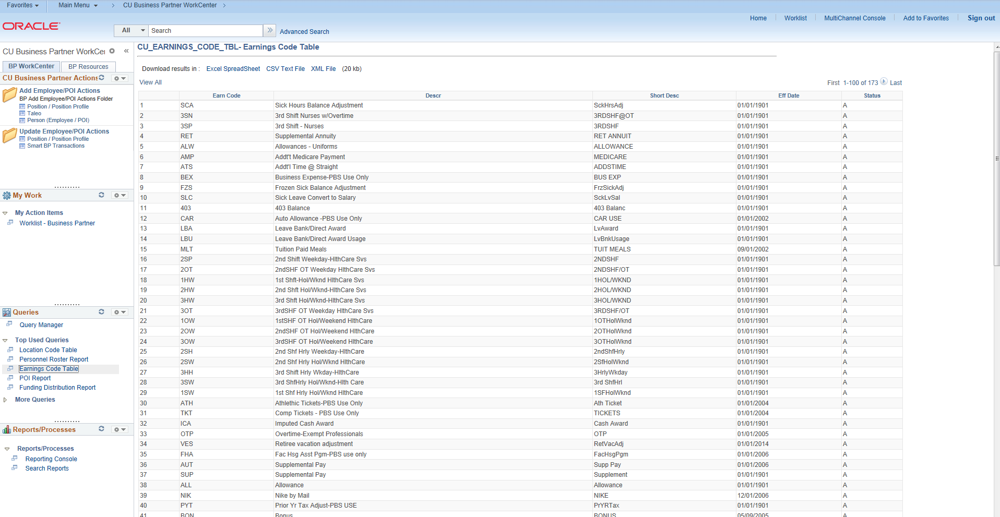 Favorites Main Menu > CU Business Partner WorkCenter >
ORACLE
All Search Advanced Search
Home Worklist MultiChannel Console Add to Favorites Sign out
CU Business Partner WorkCer
BP WorkCenter BP Resources
CU Business Partner Actions
Add Employee/POI Actions
BP Add Employee/POI Actions Folder
Position / Position Profile
Taleo
Person (Employee / POI)
Update Employee/POI Actions
Position / Position Profile
Smart BP Transactions
My Work
My Action Items
Worklist - Business Partner
Queries
Query Manager
Top Used Queries
Location Code Table
Personnel Roster Report
Earnings Code Table
POI Report
Funding Distribution Report
More Queries
Reports/Processes
Reports/Processes
Reporting Console
Search Reports
CU_EARNINGS_CODE_TBL- Earnings Code Table
Download results in : Excel SpreadSheet CSV Text File XML File (20 kb)
View All
First 1-100 of 173 Last
Earn Code Descr Short Desc Eff Date Status
1 SCA Sick Hours Balance Adjustment SckHrsAdj 01/01/1901 A
2 3SN 3rd Shift Nurses w/Overtime 3RDSHF@OT 01/01/1901 A
3 3SP 3rd Shift - Nurses 3RDSHF 01/01/1901 A
4 RET Supplemental Annuity RET ANNUIT 01/01/1901 A
5 ALW Allowances - Uniforms ALLOWANCE 01/01/1901 A
6 AMP Addt't Medicare Payment MEDICARE 01/01/1901 A
7 ATS Addt'l Time @ Straight ADDSTIME 01/01/1901 A
8 BEX Business Expense-PBS Use Only BUS EXP 01/01/1901 A
9 FZS Frozen Sick Balance Adjustment FrzSickAdj 01/01/1901 A
10 SLC Sick Leave Convert to Salary SckLvSal 01/01/1901 A
11 403 403 Balance 403 Balanc 01/01/1901 A
12 CAR Auto Allowance -PBS Use Only CAR USE 01/01/2002 A
13 LBA Leave Bank/Direct Award LvAward 01/01/1901 A
14 LBU Leave Bank/Direct Award Usage LvBnkUsage 01/01/1901 A
15 MLT Tuition Paid Meals TUIT MEALS 09/01/2002 A
16 2SP 2nd Shift Weekday-HlthCare Svs 2NDSHF 01/01/1901 A
17 2OT 2ndSHF OT Weekday HlthCare Svs 2NDSHF/OT 01/01/1901 A
18 1HW 1st Shft-Hol/Wknd HlthCare Svs 1HOL/WKND 01/01/1901 A
19 2HW 2nd Shft Hol/Wknd-HlthCare Svs 2HOL/WKND 01/01/1901 A
20 3HW 3rd Shft Hol/Wknd-HlthCare Svs 3HOL/WKND 01/01/1901 A
21 3OT 3rdSHF OT Weekday HlthCare Svs 3RDSHF/OT 01/01/1901 A
22 1OW 1stSHF OT Hol/Weekend HlthCare 1OTHolWknd 01/01/1901 A
23 2OW 2ndSHF OT Hol/Weekend HlthCare 2OTHolWknd 01/01/1901 A
24 3OW 3rdSHF OT Hol/Weekend HlthCare 3OTHolWknd 01/01/1901 A
25 2SH 2nd Shf Hrly Weekday-HlthCare 2ndShfHrly 01/01/1901 A
26 2SW 2nd Shf Hrly Hol/Wknd HlthCare 2SfHolWknd 01/01/1901 A
27 3HH 3rd Shift Hrly Wkday-HlthCare 3HrlyWkday 01/01/1901 A
28 3SW 3rd ShfHrly Hol/Wknd-Hlth Care 3rd ShfHrl 01/01/1901 A
29 1SW 1st Shf Hrly Hol/Wknd HlthCare 1SFHolWknd 01/01/1901 A
30 ATH Athlethic Tickets-PBS Use Only Ath Ticket 01/01/2004 A
31 TKT Comp Tickets - PBS Use Only TICKETS 01/01/2004 A
32 ICA Imputed Cash Award Cash Award 01/01/1901 A
33 OTP Overtime-Exempt Professionals OTP 01/01/2005 A
34 VES Retiree vacation adjustment RetVacAdj 01/01/2014 A
35 FHA Fac Hsg Asst Pgm-PBS use only FacHsgPgm 01/01/2006 A
36 AUT Supplemental Pay Supp Pay 01/01/2006 A
37 SUP Supplemental Pay Supplement 01/01/1901 A
38 ALL Allowance Allowance 01/01/1901 A
39 NIK Nike by Mail NIKE 12/01/2006 A
40 PYT Prior Yr Tax Adjust-PBS USE PrYRTax 01/01/1901 A
41 BON Bonus BONUS 05/09/2005 A